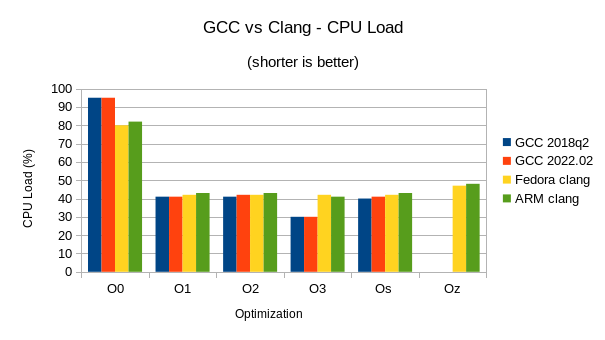 GCC vs Clang - CPU Load
(shorter is better)
100
90
80
70
60
50
40
30
20
10
0
CPU Load (%)
O0 O1 O2 O3 Os Oz
Optimization
GCC 2018q2
GCC 2022.02
Fedora clang
ARM clang